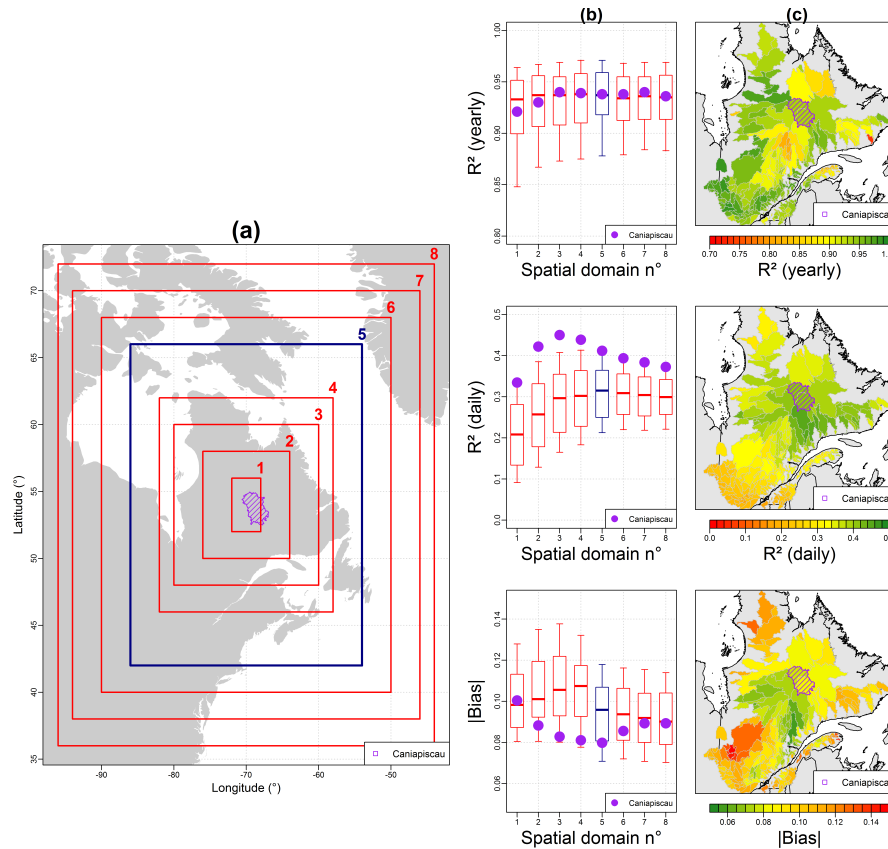 (a)
8
7
6
5
4
3
2
1
70
65
60
55
50
45
40
35
Latitude (°)
-90
-80
-70
-60
-50
Longitude (°)
Caniapiscau
(b)
1.00
0.95
0.90
0.85
0.80
R² (yearly)
Caniapiscau
1 2 3 4 5 6 7 8
Spatial domain n°
0.5
0.4
0.3
0.2
0.1
0.0
R² (daily)
Caniapiscau
1 2 3 4 5 6 7 8
Spatial domain n°
0.14
0.12
0.10
0.08
0.06
|Bias|
Caniapiscau
1 2 3 4 5 6 7 8
Spatial domain n°
(c)
Caniapiscau
0.70 0.75 0.80 0.85 0.90 0.95 1.
R² (yearly)
Caniapiscau
0.0 0.1 0.2 0.3 0.4 0.
R² (daily)
Caniapiscau
0.06 0.08 0.10 0.12 0.14
|Bias|